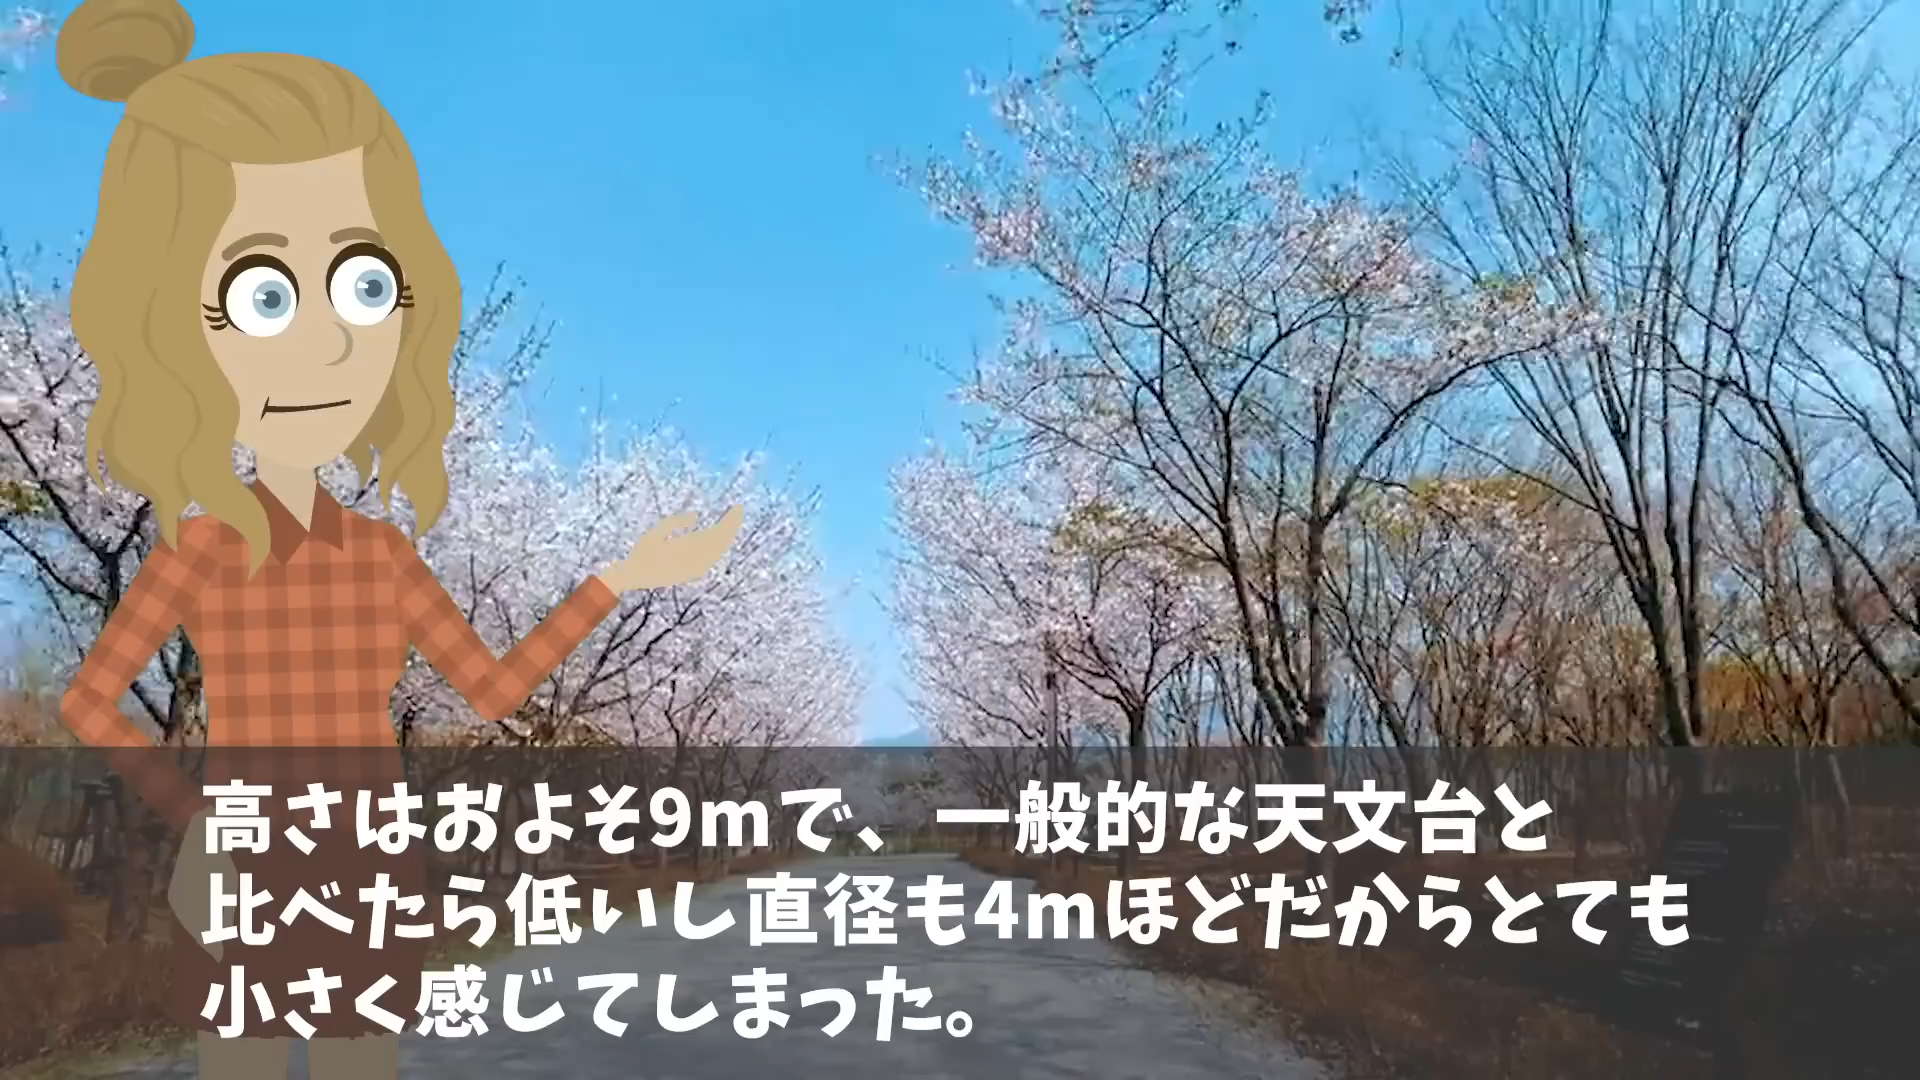 高さはおよそ9mで、一般的な天文台と
比べたら低いし直径も4mほどだからとても
小さく感じてしまった。